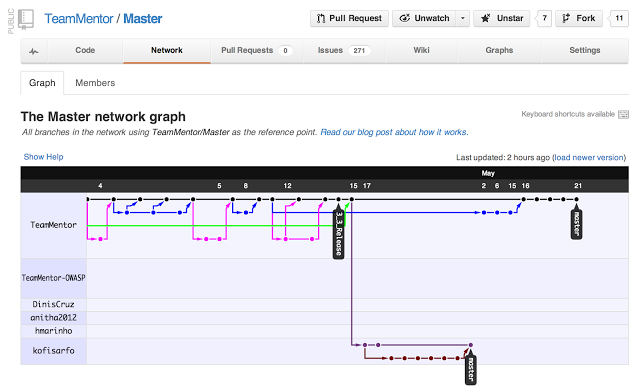 PUBLIC
TeamMentor / Master
Pull Request
Unwatch
Unstar
7
Fork
11
Code
Network
Pull Requests 0
Issues 271
Wiki
Graphs
Settings
Graph
Members
The Master network graph
Keyboard shortcuts available
All branches in the network using TeamMentor/Master as the reference point. Read our blog post about how it works.
Show Help
Last updated: 2 hours ago (load newer version)
May
4 5 8 12 15 17 2 6 15 16 21
TeamMentor
3_3_Release
master
TeamMentor-OWASP
DinisCruz
anitha2012
hmarinho
kofisarfo
master